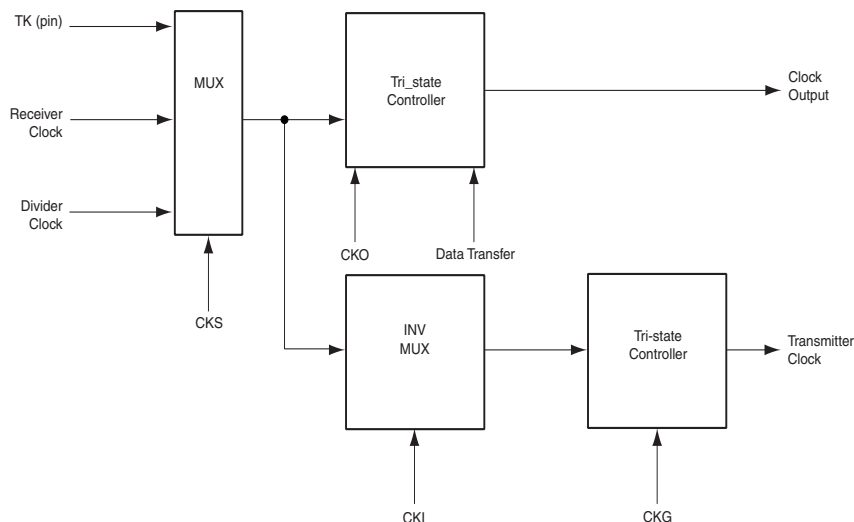 TK (pin)
MUX
Tri_state
Controller
Clock
Output
Receiver
Clock
Divider
Clock
CKO
Data Transfer
CKS
INV
MUX
Tri-state
Controller
Transmitter
Clock
CKI
CKG